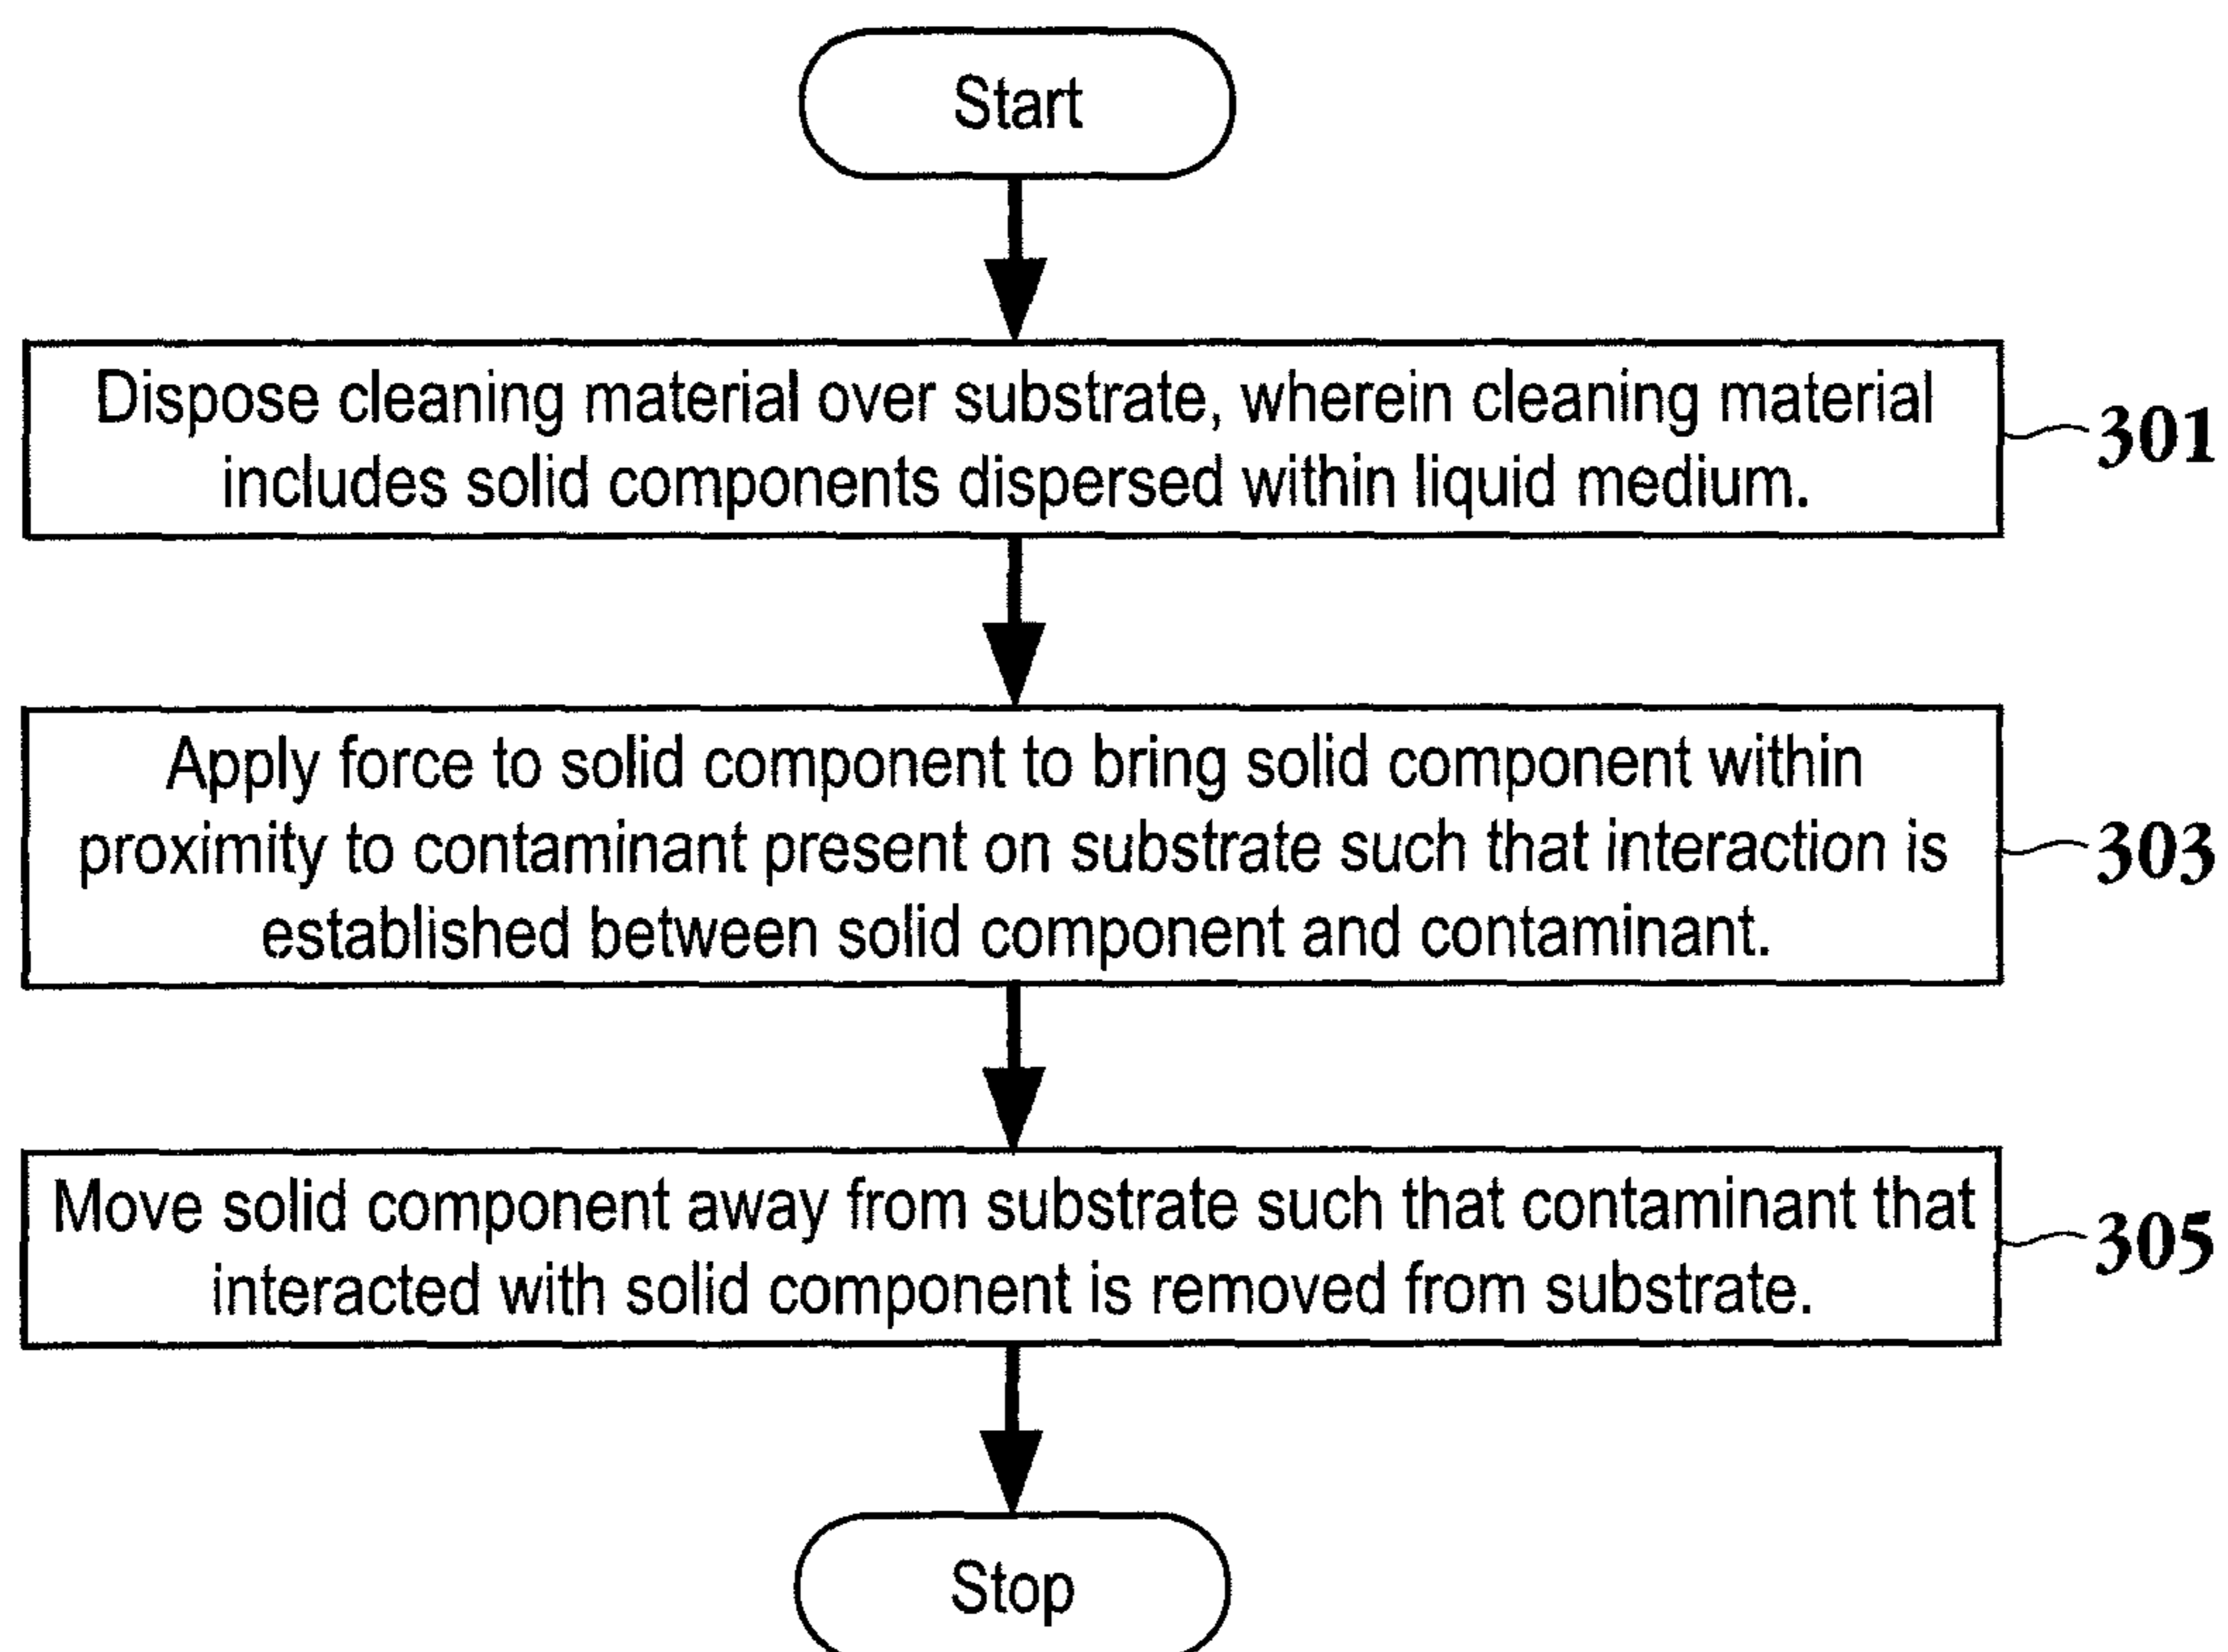 Start
Dispose cleaning material over substrate, wherein cleaning material
includes solid components dispersed within liquid medium.
301
Apply force to solid component to bring solid component within
proximity to contaminant present on substrate such that interaction is
established between solid component and contaminant.
303
Move solid component away from substrate such that contaminant that
interacted with solid component is removed from substrate.
305
Stop